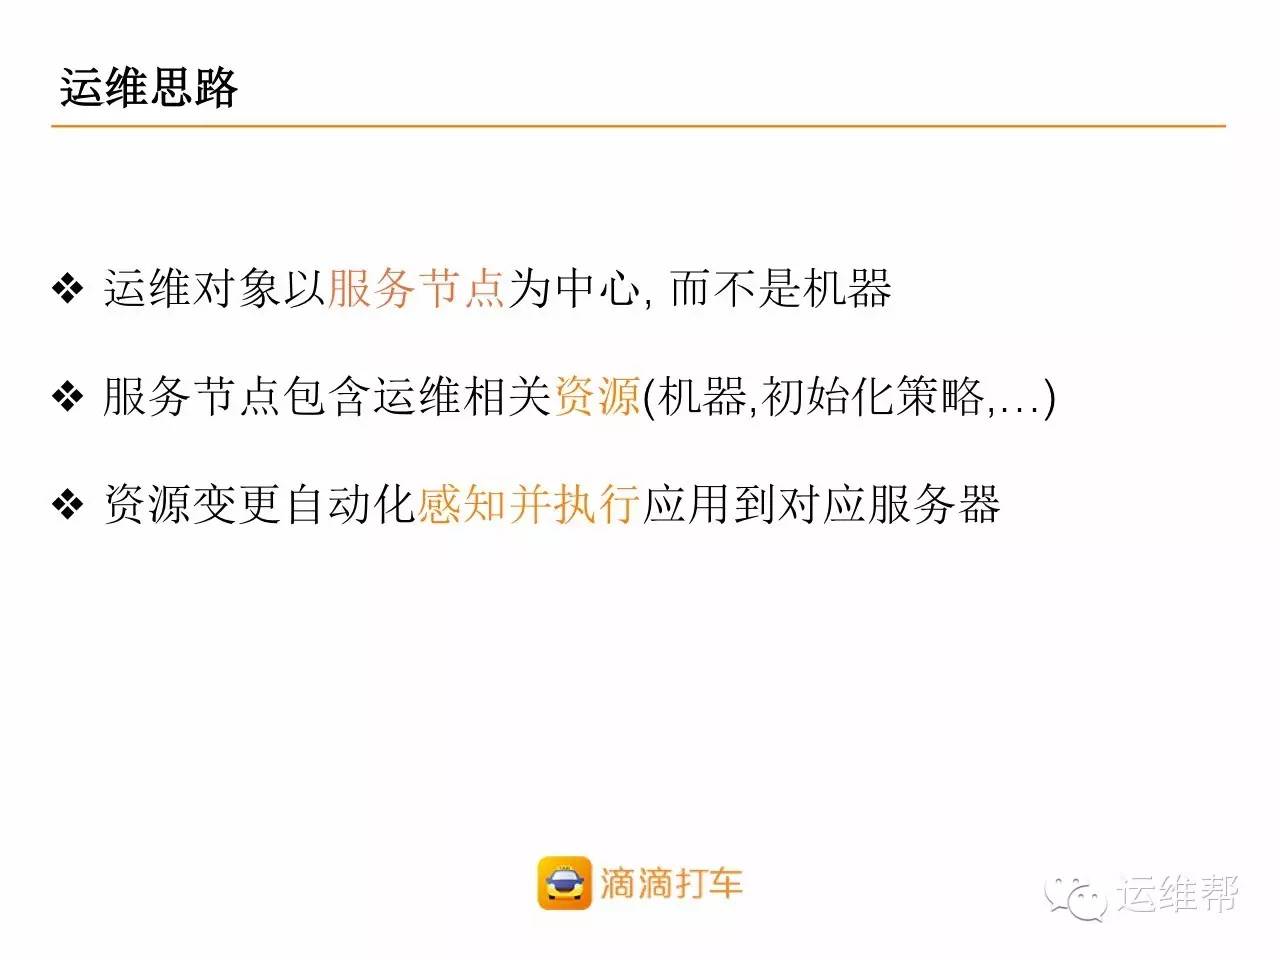 运维思路
运维对象以服务节点为中心, 而不是机器
服务节点包含运维相关资源(机器,初始化策略,…)
资源变更自动化感知并执行应用到对应服务器
滴滴打车
运维帮